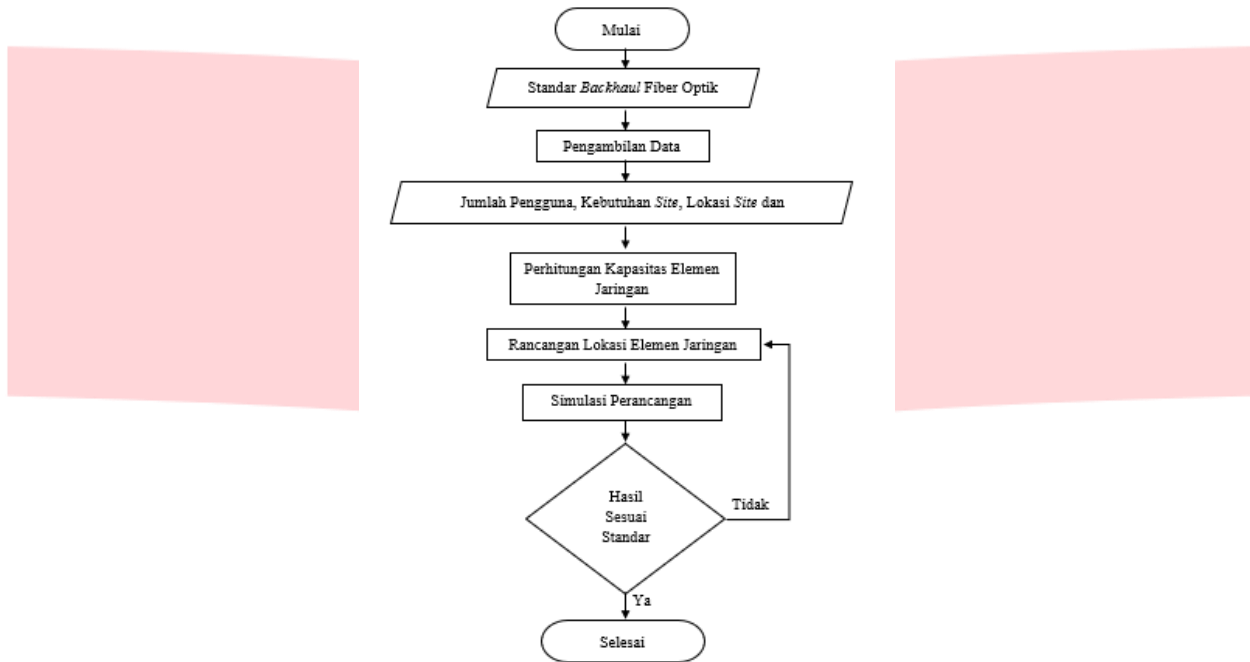 Mulai
Standar Backhaul Fiber Optik
Pengambilan Data
Jumlah Pengguna, Kebutuhan Site, Lokasi Site dan
Perhitungan Kapasitas Elemen
Jaringan
Rancangan Lokasi Elemen Jaringan
Simulasi Perancangan
Hasil
Sesuai
Standar
Tidak
Ya
Selesai